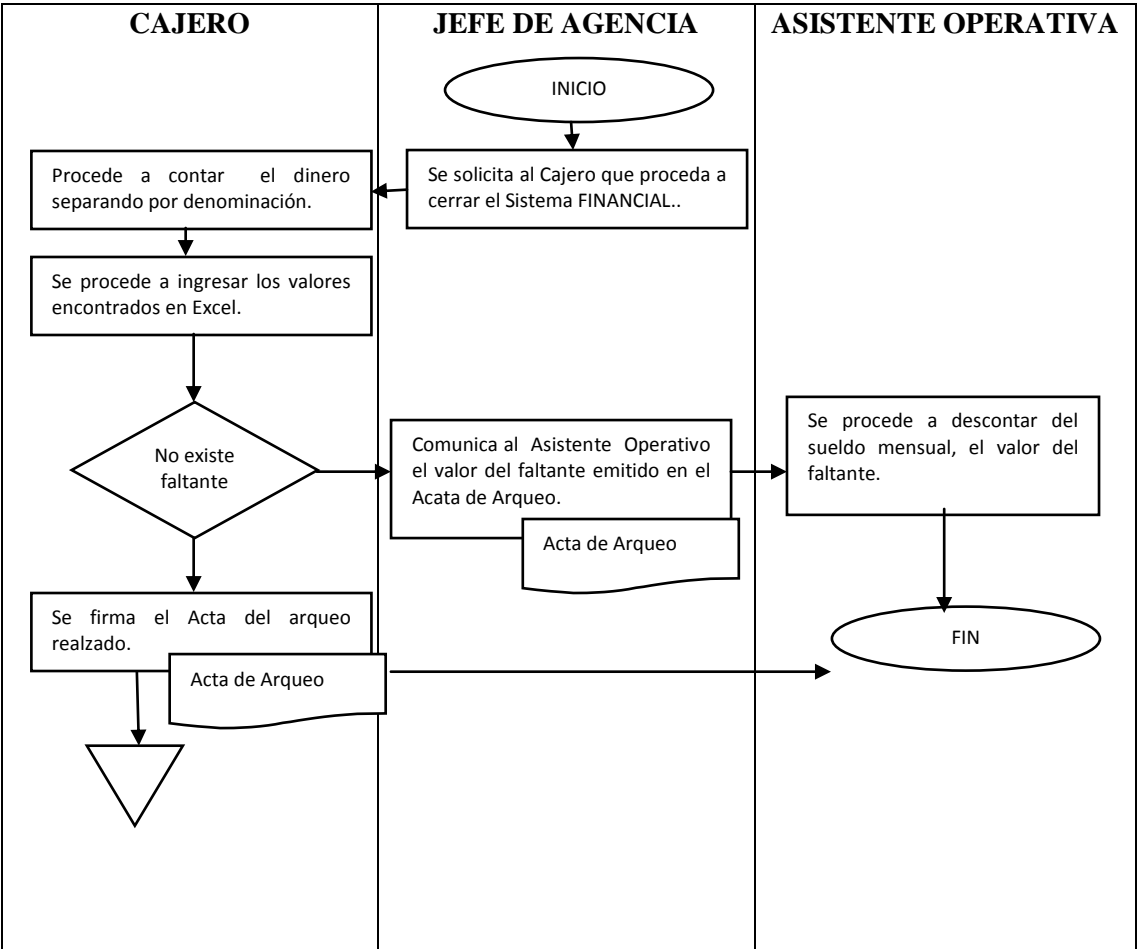 CAJERO
JEFE DE AGENCIA
ASISTENTE OPERATIVA
INICIO
Se solicita al Cajero que proceda a
cerrar el Sistema FINANCIAL..
Procede a contar el dinero
separando por denominación.
Se procede a ingresar los valores
encontrados en Excel.
No existe
faltante
Comunica al Asistente Operativo
el valor del faltante emitido en el
Acata de Arqueo.
Acta de Arqueo
Se procede a descontar del
sueldo mensual, el valor del
faltante.
Se firma el Acta del arqueo
realzado.
Acta de Arqueo
FIN